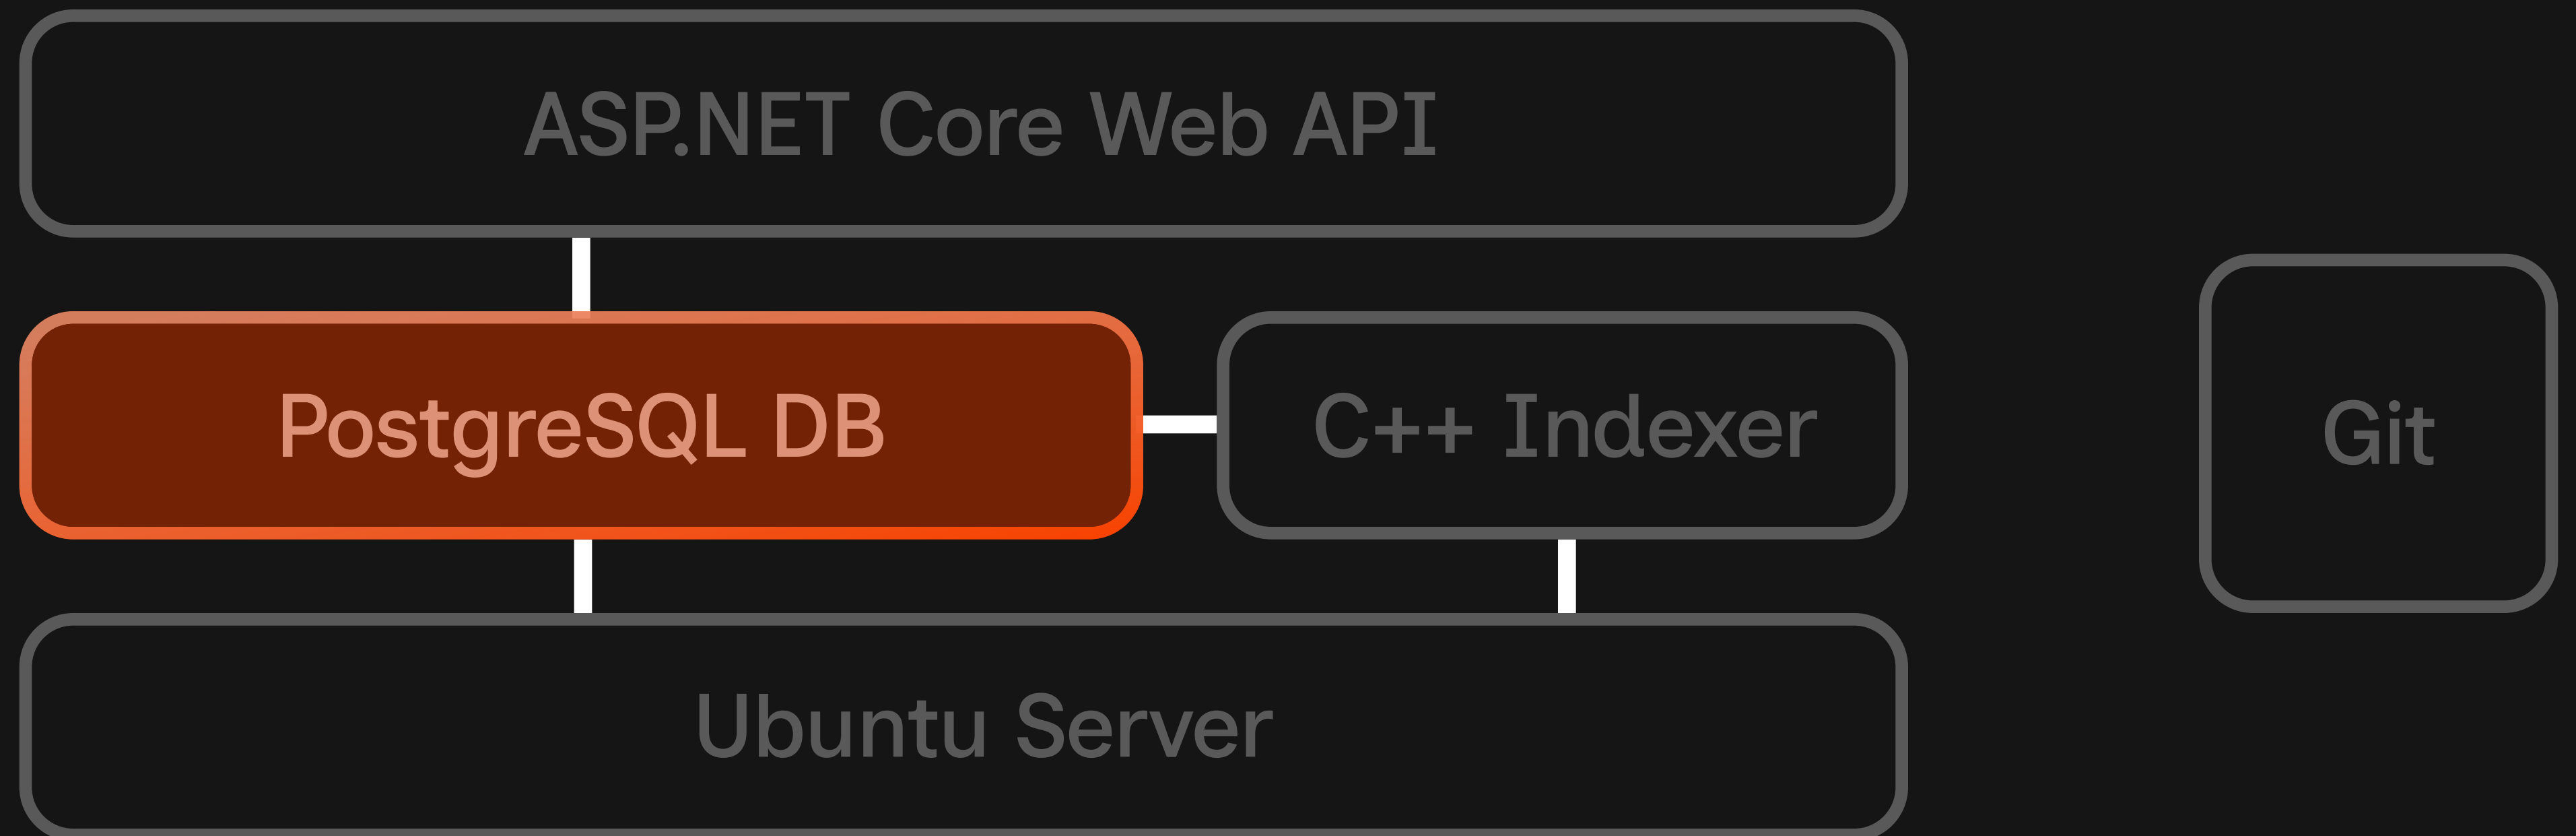 ASP.NET Core Web API
PostgreSQL DB
C++ Indexer
Git
Ubuntu Server